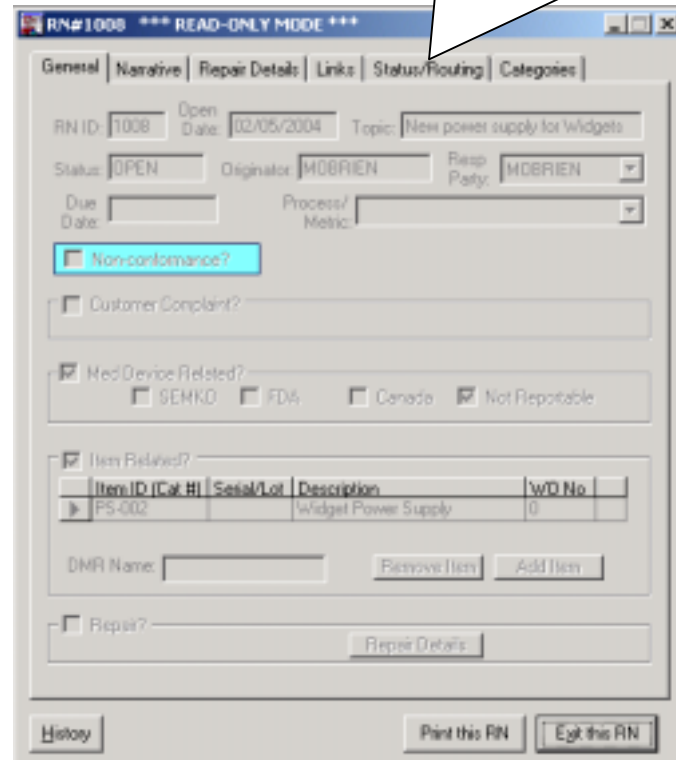 RN#1008 *** READ-ONLY MODE ***
General Narrative Repair Details Links Status/Routing Categories
RN ID: 1008 Open Date: 02/05/2004 Topic: New power supply for Widgets
Status: OPEN Originator: MOBRIEN Resp Party: MOBRIEN
Due Date: Process/ Metric:
Non-conformance?
Customer Complaint?
Med Device Related?
SEMKO FDA Canada Not Reportable
Item Related?
Item ID (Cat #) Serial/Lot Description WO No
PS-002 Widget Power Supply 0
DMR Name: Remove Item Add Item
Repair?
Repair Details
History Print this RN Exit this RN